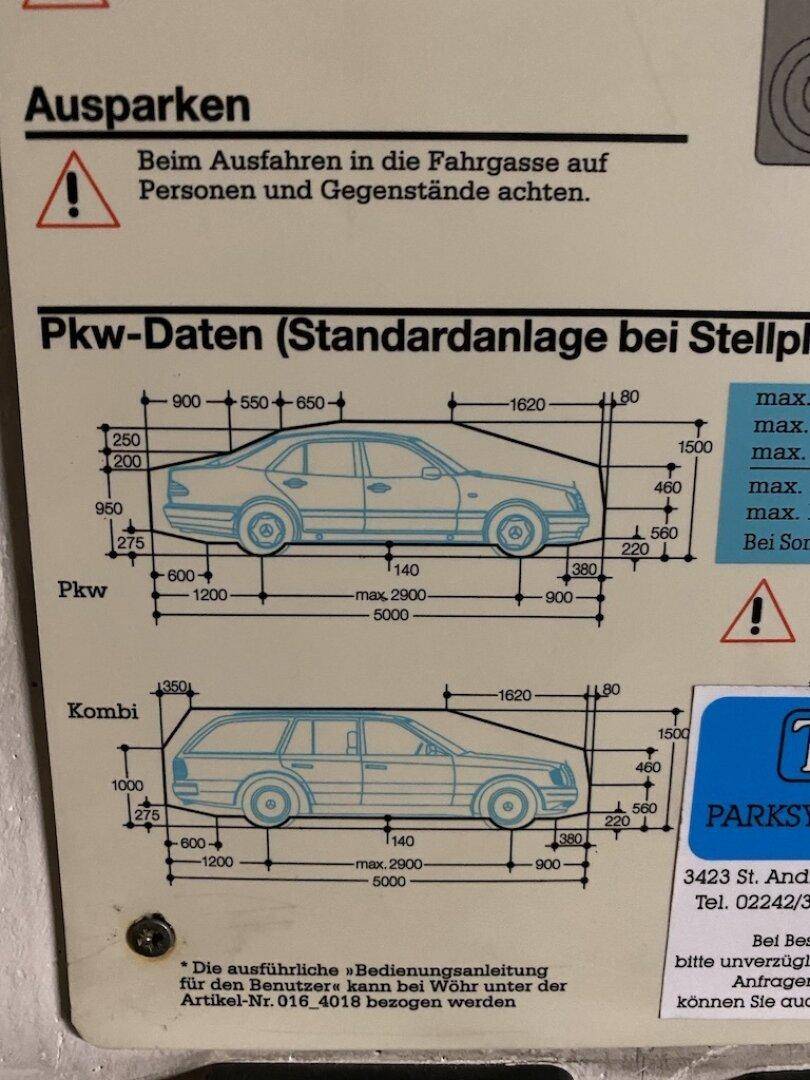 Ausparken
Beim Ausfahren in die Fahrgasse auf
Personen und Gegenstände achten.
Pkw-Daten (Standardanlage bei Stellpl
900 550 650 1620 80
250
200
950
275
1500
460
560
220
600 140 380
1200 max. 2900 900
5000
Pkw
max.
max.
max.
max.
max.
Bei Son
350 1620 80
Kombi
1000
275
1500
460
560
220
600 140 380
1200 max. 2900 900
5000
PARKSY
3423 St. And
Tel. 02242/3
Bei Bes
bitte unverzügl
Anfragen
können Sie auc
* Die ausführliche »Bedienungsanleitung
für den Benutzer« kann bei Wöhr unter der
Artikel-Nr. 016_4018 bezogen werden